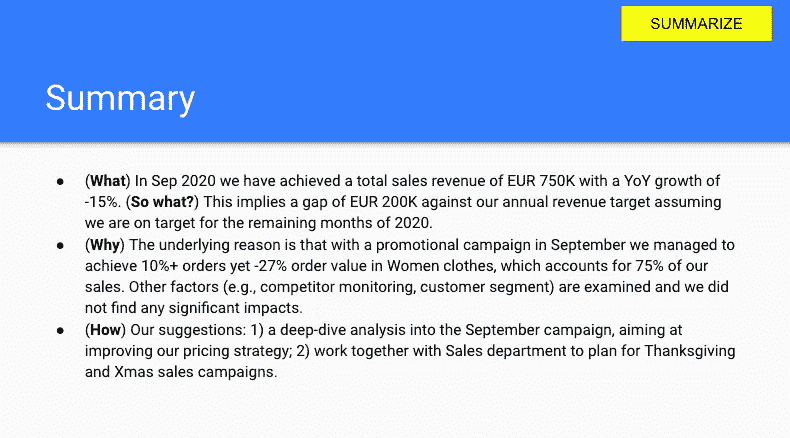 SUMMARIZE
Summary
● (What) In Sep 2020 we have achieved a total sales revenue of EUR 750K with a YoY growth of
-15%. (So what?) This implies a gap of EUR 200K against our annual revenue target assuming
we are on target for the remaining months of 2020.
● (Why) The underlying reason is that with a promotional campaign in September we managed to
achieve 10%+ orders yet -27% order value in Women clothes, which accounts for 75% of our
sales. Other factors (e.g., competitor monitoring, customer segment) are examined and we did
not find any significant impacts.
● (How) Our suggestions: 1) a deep-dive analysis into the September campaign, aiming at
improving our pricing strategy; 2) work together with Sales department to plan for Thanksgiving
and Xmas sales campaigns.